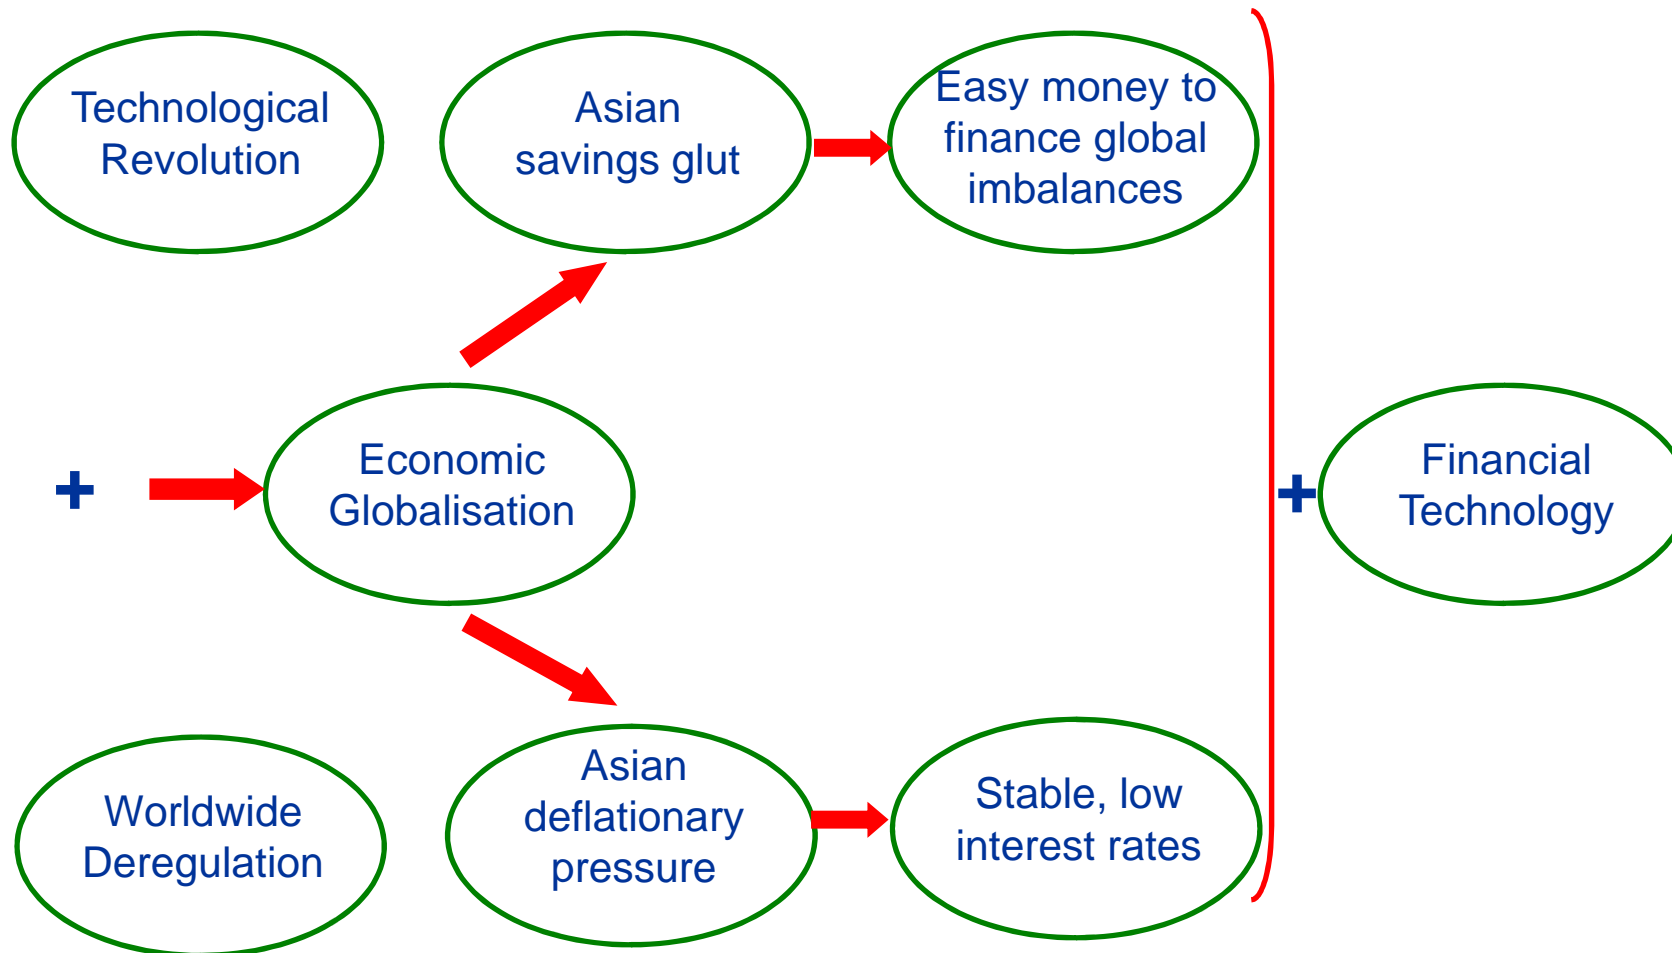 Technological
Revolution
Asian
savings glut
Easy money to
finance global
imbalances
+
Economic
Globalisation
+
Financial
Technology
Worldwide
Deregulation
Asian
deflationary
pressure
Stable, low
interest rates